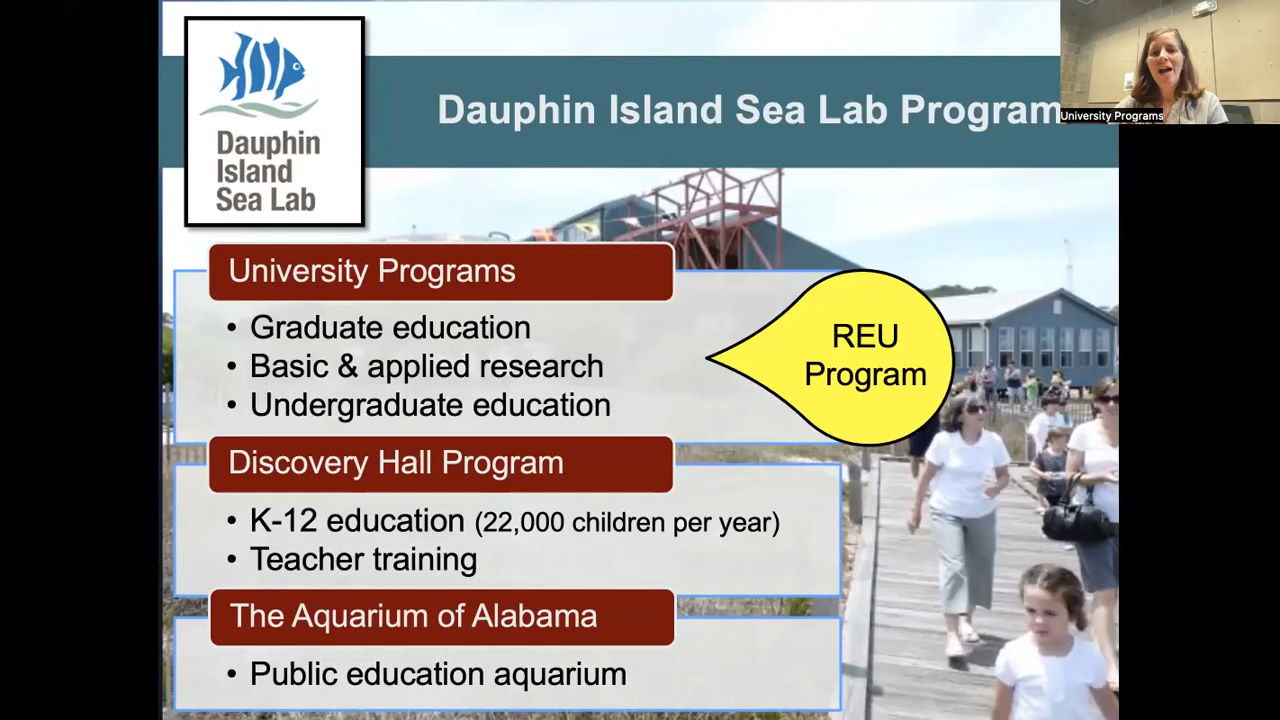 Dauphin
Island
Sea Lab
Dauphin Island Sea Lab Program
University Programs
University Programs
• Graduate education
• Basic & applied research
• Undergraduate education
REU
Program
Discovery Hall Program
• K-12 education (22,000 children per year)
• Teacher training
The Aquarium of Alabama
• Public education aquarium